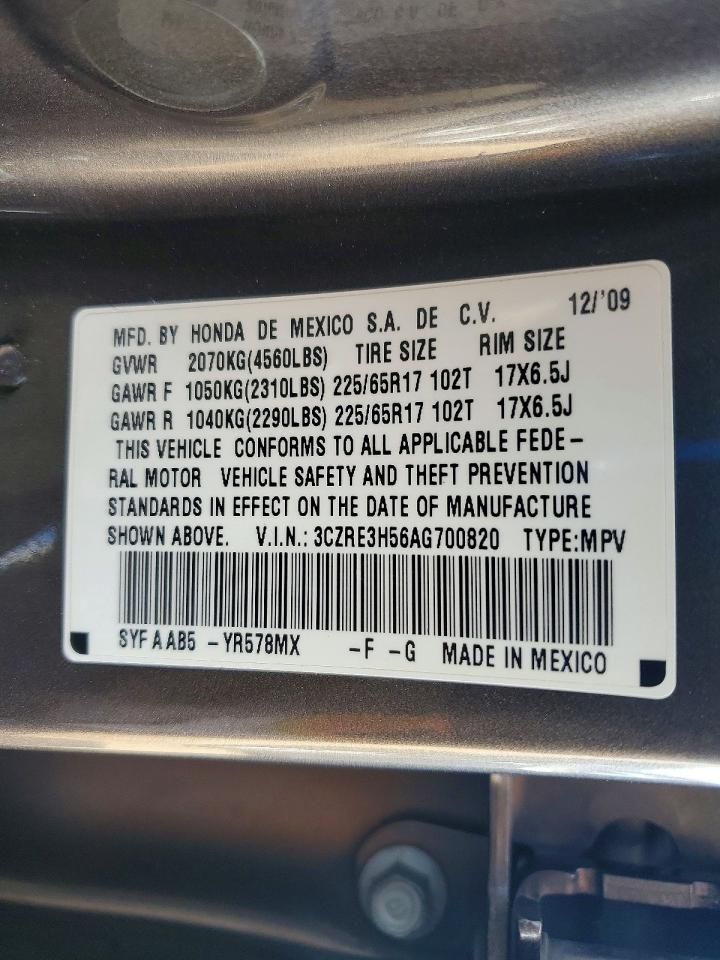 MFD. BY HONDA DE MEXICO S.A. DE C.V. 12/'09
GVWR 2070KG(4560LBS) TIRE SIZE RIM SIZE
GAWR F 1050KG(2310LBS) 225/65R17 102T 17X6.5J
GAWR R 1040KG(2290LBS) 225/65R17 102T 17X6.5J
THIS VEHICLE CONFORMS TO ALL APPLICABLE FEDE-
RAL MOTOR VEHICLE SAFETY AND THEFT PREVENTION
STANDARDS IN EFFECT ON THE DATE OF MANUFACTURE
SHOWN ABOVE. V.I.N.: 3CZRE3H56AG700820 TYPE:MPV
SYF A AB5 -YR578MX -F -G MADE IN MEXICO